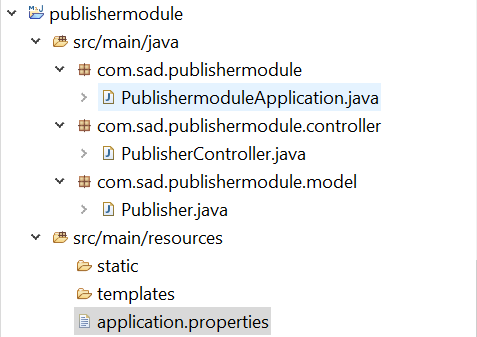 publishermodule
src/main/java
com.sad.publishermodule
PublishermoduleApplication.java
com.sad.publishermodule.controller
PublisherController.java
com.sad.publishermodule.model
Publisher.java
src/main/resources
static
templates
application.properties